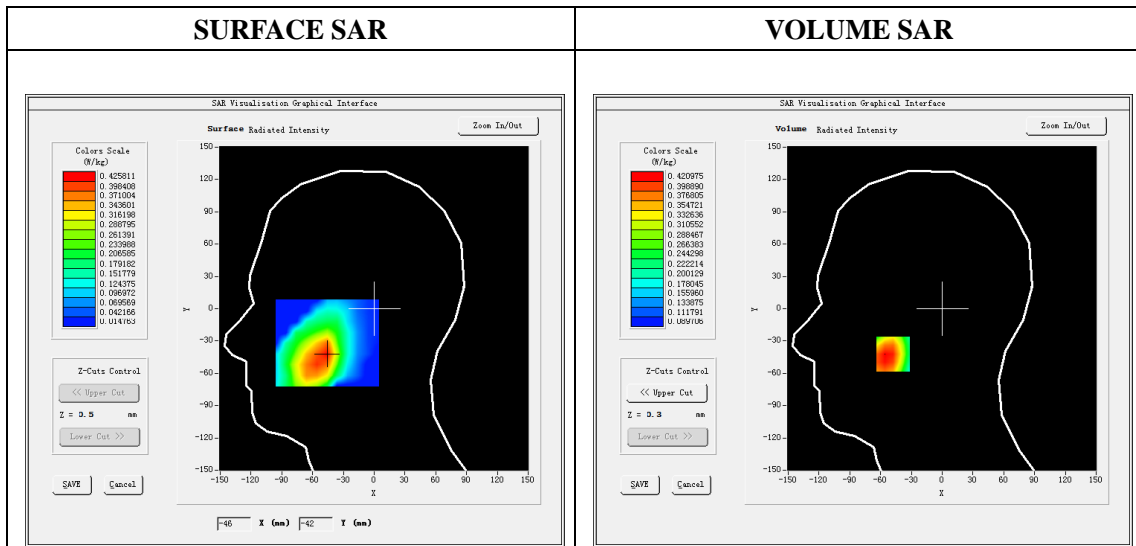 SURFACE SAR
VOLUME SAR
SAR Visualisation Graphical Interface
Surface Radiated Intensity
Zoom In/Out
Colors Scale
(W/kg)
0.425811
0.398408
0.371004
0.343601
0.316198
0.288795
0.261391
0.233988
0.206585
0.179182
0.151779
0.124375
0.096972
0.069569
0.042166
0.014763
Z-Cuts Control
<< Upper Cut
Z = 0.5 mm
Lower Cut >>
SAVE
Cancel
150
120
90
60
30
0
-30
-60
-90
-120
-150
Y
-150 -120 -90 -60 -30 0 30 60 90 120 150
X
-46 X (mm) -42 Y (mm)
SAR Visualisation Graphical Interface
Volume Radiated Intensity
Zoom In/Out
Colors Scale
(W/kg)
0.420975
0.398890
0.376805
0.354721
0.332636
0.310552
0.288467
0.266383
0.244298
0.222214
0.200129
0.178045
0.155960
0.133875
0.111791
0.089706
Z-Cuts Control
<< Upper Cut
Z = 0.3 mm
Lower Cut >>
SAVE
Cancel
150
120
90
60
30
0
-30
-60
-90
-120
-150
Y
-150 -120 -90 -60 -30 0 30 60 90 120 150
X